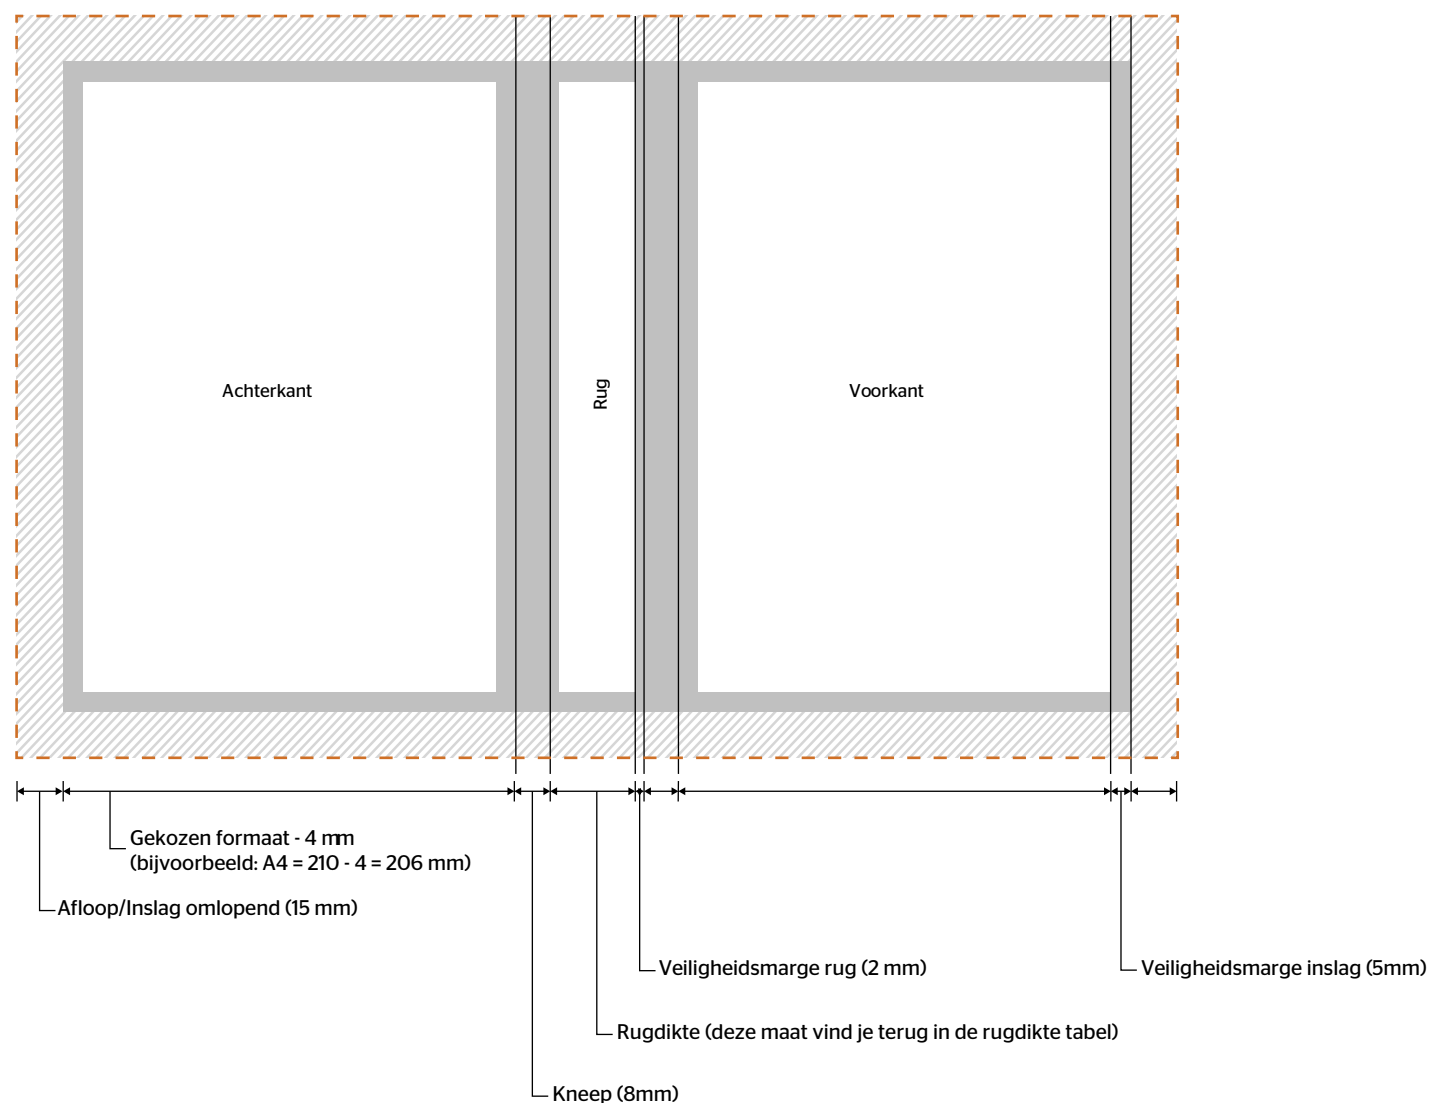 Achterkant
Rug
Voorkant
Gekozen formaat - 4 mm
(bijvoorbeeld: A4 = 210 - 4 = 206 mm)
Afloop/Inslag omlopend (15 mm)
Veiligheidsmarge rug (2 mm)
Veiligheidsmarge inslag (5mm)
Rugdikte (deze maat vind je terug in de rugdikte tabel)
Kneep (8mm)